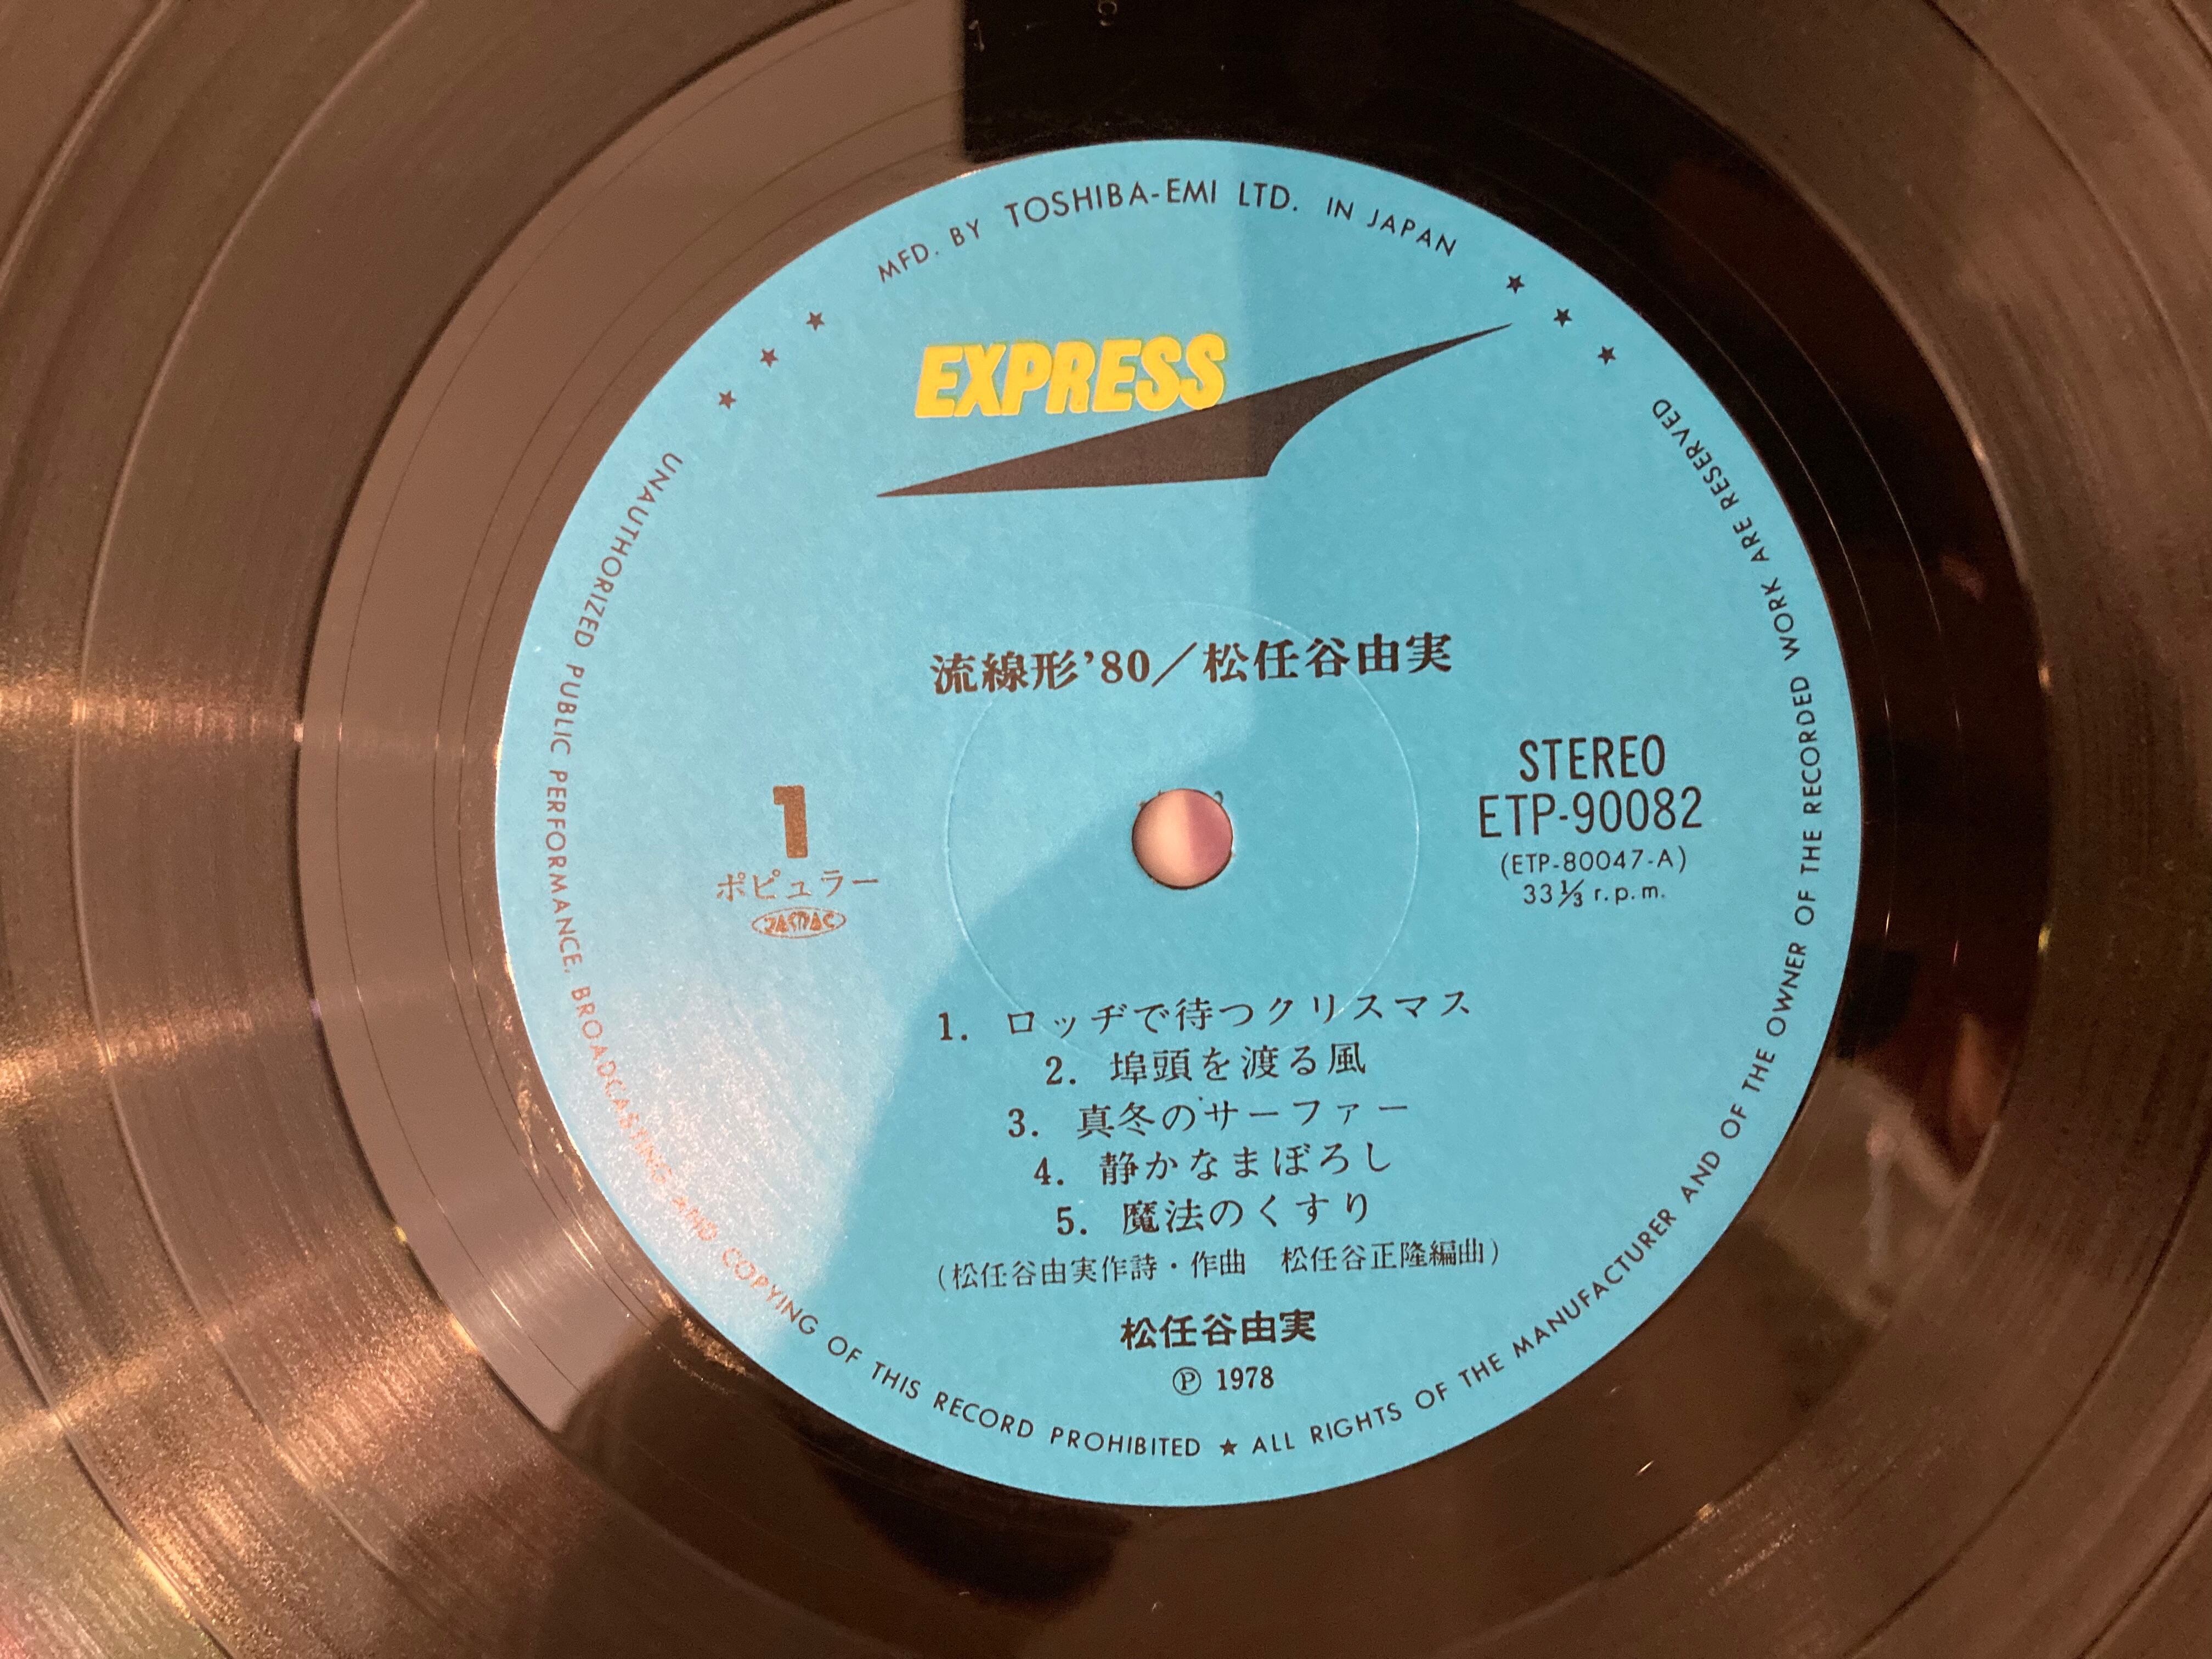 MFD. BY TOSHIBA-EMI LTD. IN JAPAN
EXPRESS
流線形'80／松任谷由実
1
ポピュラー
JASRAC
STEREO
ETP-90082
(ETP-80047-A)
33⅓ r.p.m.
1. ロッヂで待つクリスマス
2. 埠頭を渡る風
3. 真冬のサーファー
4. 静かなまぼろし
5. 魔法のくすり
(松任谷由実作詩・作曲 松任谷正隆編曲)
松任谷由実
Ⓟ 1978
UNAUTHORIZED PUBLIC PERFORMANCE. BROADCASTING AND COPYING OF THIS RECORD PROHIBITED ★ ALL RIGHTS OF THE MANUFACTURER AND OF THE OWNER OF THE RECORDED WORK ARE RESERVED